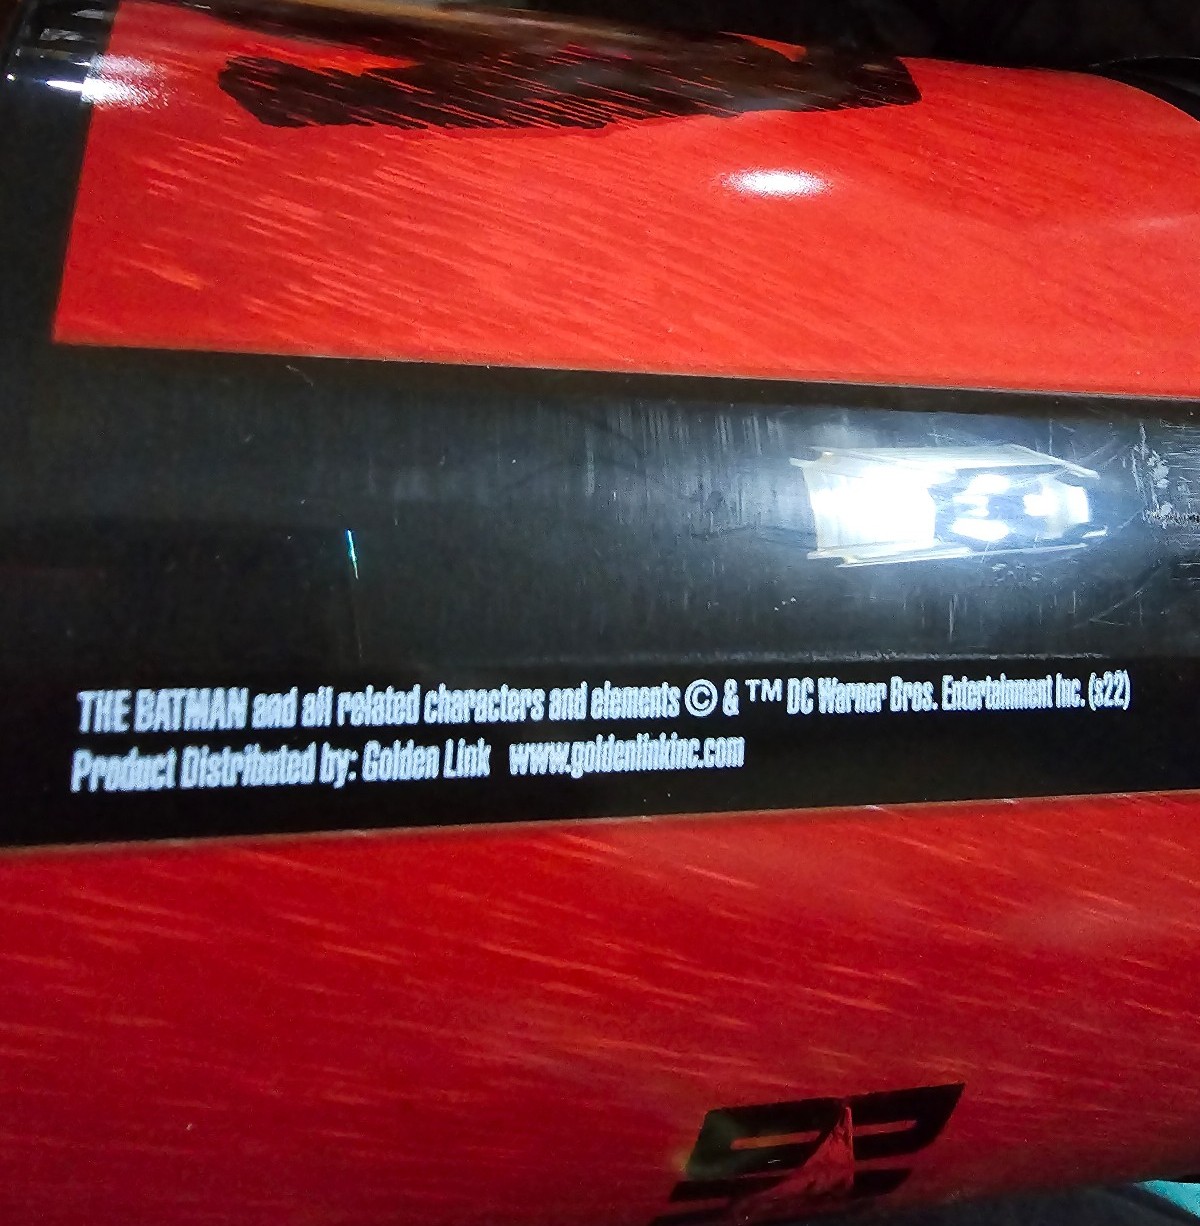 THE BATMAN and all related characters and elements © & ™ DC Warner Bros. Entertainment Inc. (s22)
Product Distributed by: Golden Link www.goldenlinkinc.com